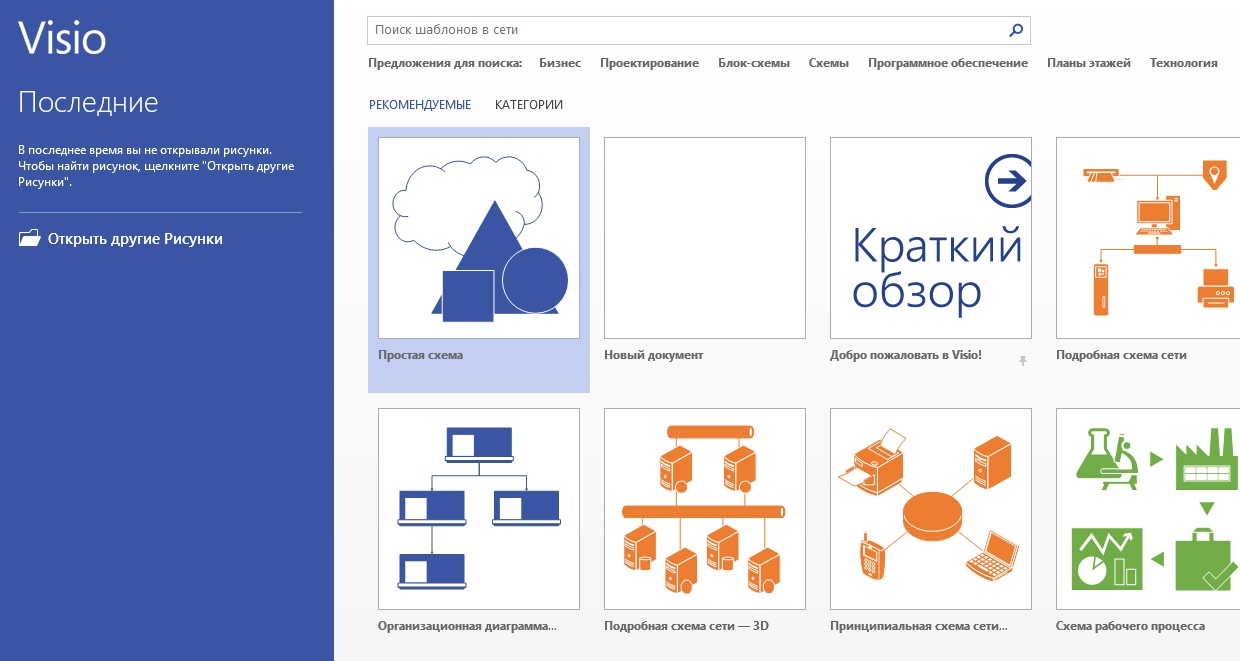 Visio
Последние
В последнее время вы не открывали рисунки.
Чтобы найти рисунок, щелкните "Открыть другие
Рисунки".
Открыть другие Рисунки
Поиск шаблонов в сети
Предложения для поиска: Бизнес Проектирование Блок-схемы Схемы Программное обеспечение Планы этажей Технология
РЕКОМЕНДУЕМЫЕ КАТЕГОРИИ
Краткий
обзор
Простая схема
Новый документ
Добро пожаловать в Visio!
Подробная схема сети
Организационная диаграмма...
Подробная схема сети — 3D
Принципиальная схема сети...
Схема рабочего процесса